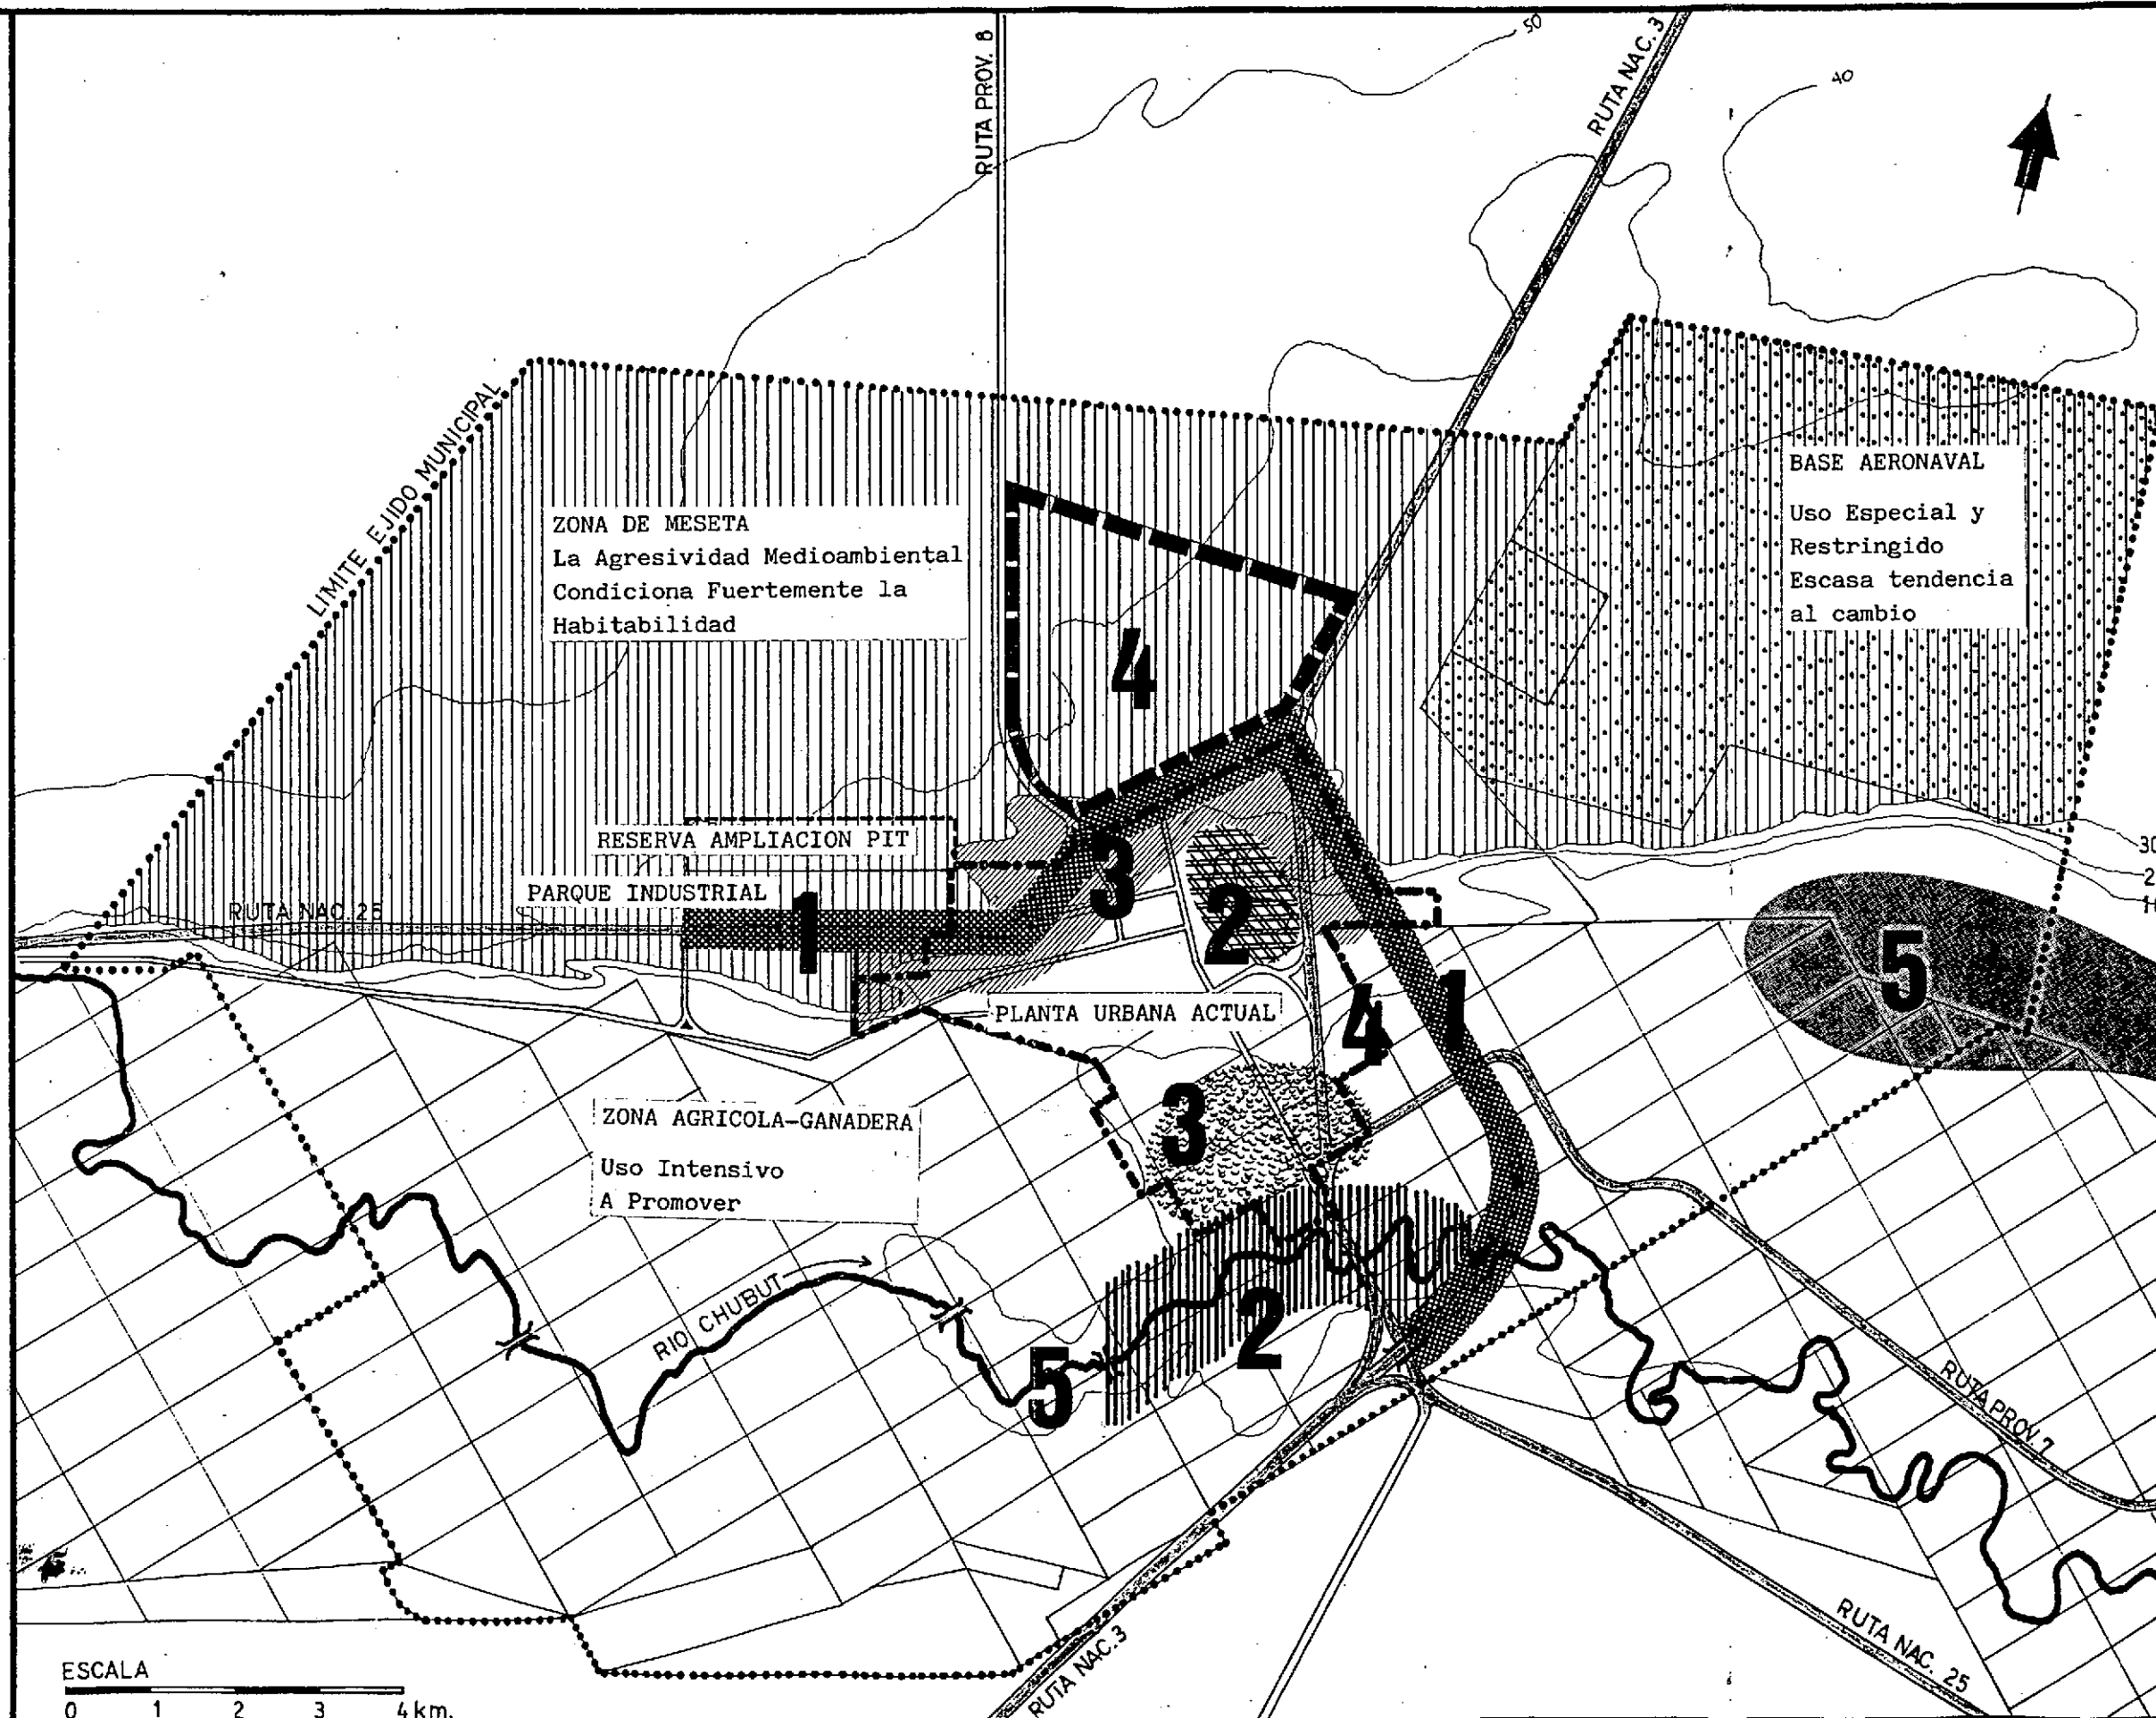 50
RUTA NAC. 3
40
RUTA PROV. 8
LIMITE EJIDO MUNICIPAL
ZONA DE MESETA
La Agresividad Medioambiental
Condiciona Fuertemente la
Habitabilidad
BASE AERONAVAL
Uso Especial y
Restringido
Escasa tendencia
al cambio
4
RESERVA AMPLIACION PIT
PARQUE INDUSTRIAL
RUTA NAC. 25
1
3
2
30
5
PLANTA URBANA ACTUAL
4
1
ZONA AGRICOLA-GANADERA
Uso Intensivo
A Promover
3
RIO CHUBUT
2
5
RUTA PROV. 7
RUTA NAC. 25
RUTA NAC. 3
ESCALA
0 1 2 3 4 km.